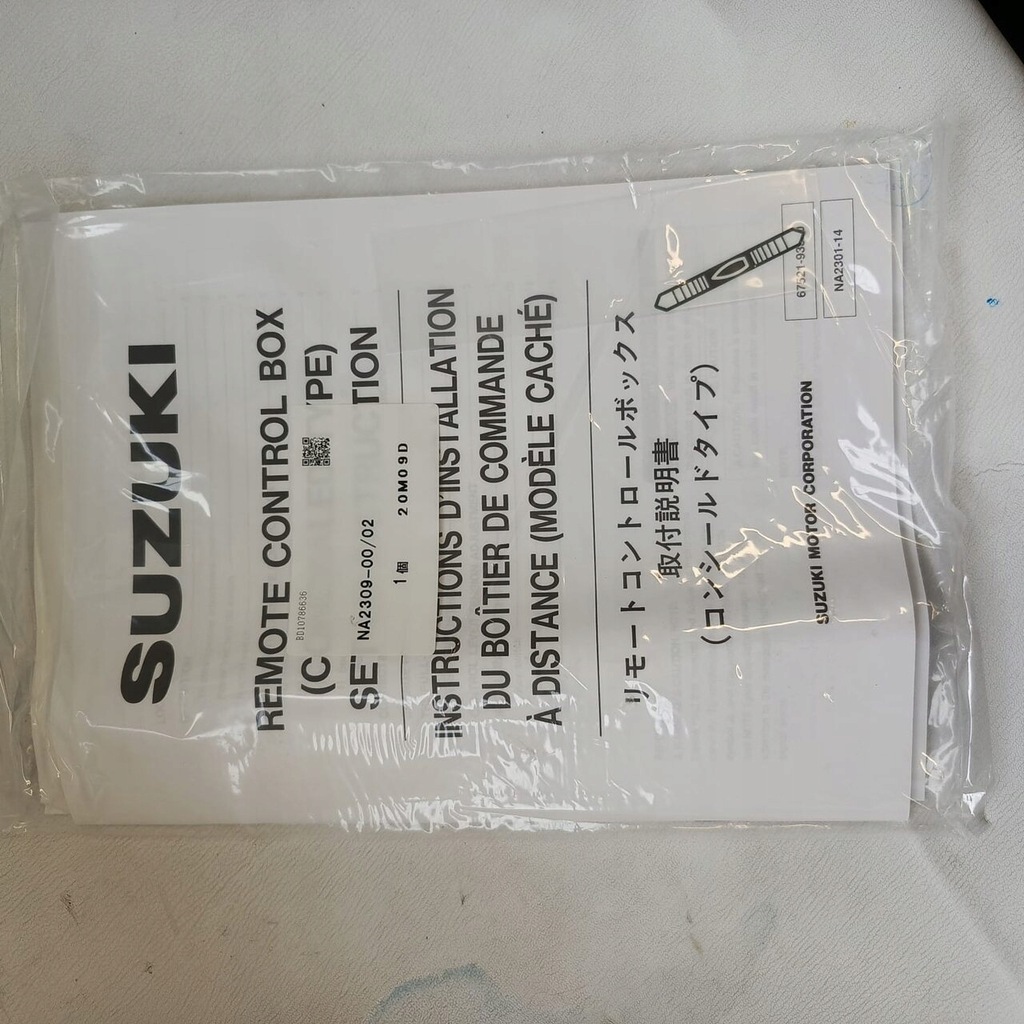 SUZUKI
REMOTE CONTROL BOX
(C PE)
SE TION
BD10786636
NA2309-00/02
1個
20M09D
INSTRUCTIONS D'INSTALLATION
DU BOÎTIER DE COMMANDE
À DISTANCE (MODÈLE CACHÉ)
リモートコントロールボックス
取付説明書
(コンシールドタイプ)
NA2301-14
SUZUKI MOTOR CORPORATION